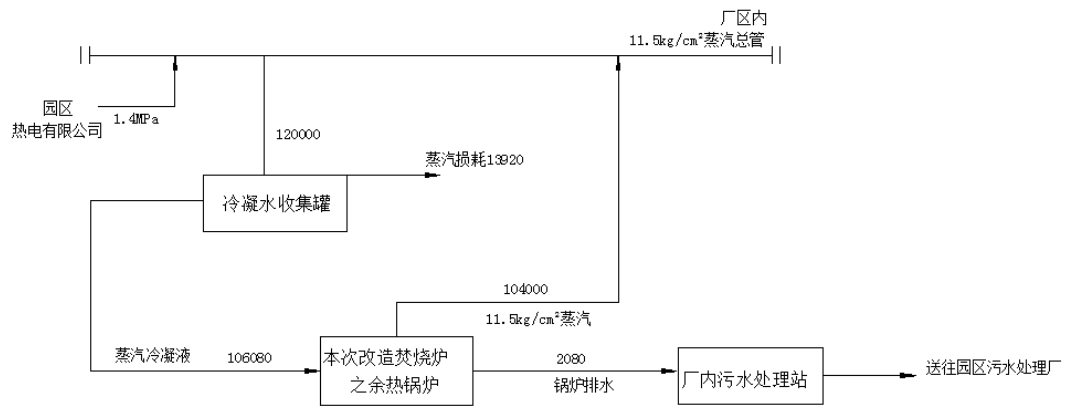 厂区内
11.5kg/cm²蒸汽总管
园区
热电有限公司
1.4MPa
120000
蒸汽损耗13920
冷凝水收集罐
104000
11.5kg/cm²蒸汽
蒸汽冷凝液
106080
本次改造焚烧炉
之余热锅炉
2080
锅炉排水
厂内污水处理站
送往园区污水处理厂